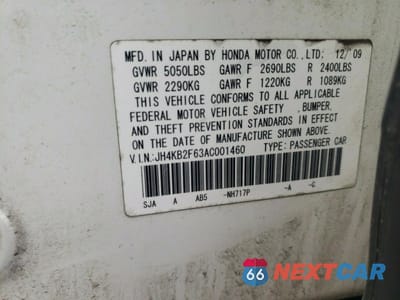 MFD. IN JAPAN BY HONDA MOTOR CO.,LTD: 12/09
GVWR 5050LBS GAWR F 2690LBS R 2400LBS
GVWR 2290KG GAWR F 1220KG R 1089KG
THIS VEHICLE CONFORMS TO ALL APPLICABLE
FEDERAL MOTOR VEHICLE SAFETY ,BUMPER,
AND THEFT PREVENTION STANDARDS IN EFFECT
ON THE DATE OF MANUFACTURE SHOWN ABOVE.
V.I.N:JH4KB2F63AC001460 TYPE: PASSENGER CAR
SJA A AB5 -NH717P -A -C
66 NEXTCAR